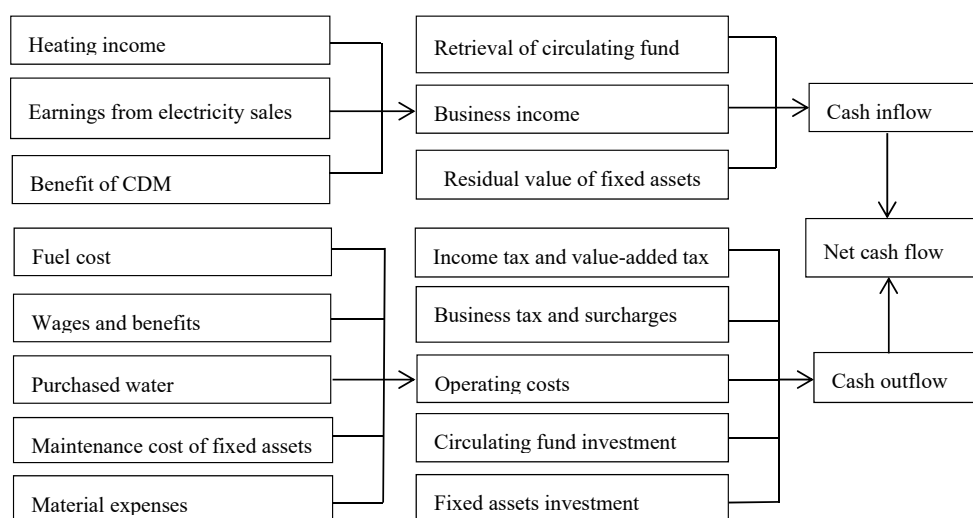 Heating income
Earnings from electricity sales
Benefit of CDM
Retrieval of circulating fund
Business income
Residual value of fixed assets
Cash inflow
Net cash flow
Fuel cost
Wages and benefits
Purchased water
Maintenance cost of fixed assets
Material expenses
Income tax and value-added tax
Business tax and surcharges
Operating costs
Circulating fund investment
Fixed assets investment
Cash outflow